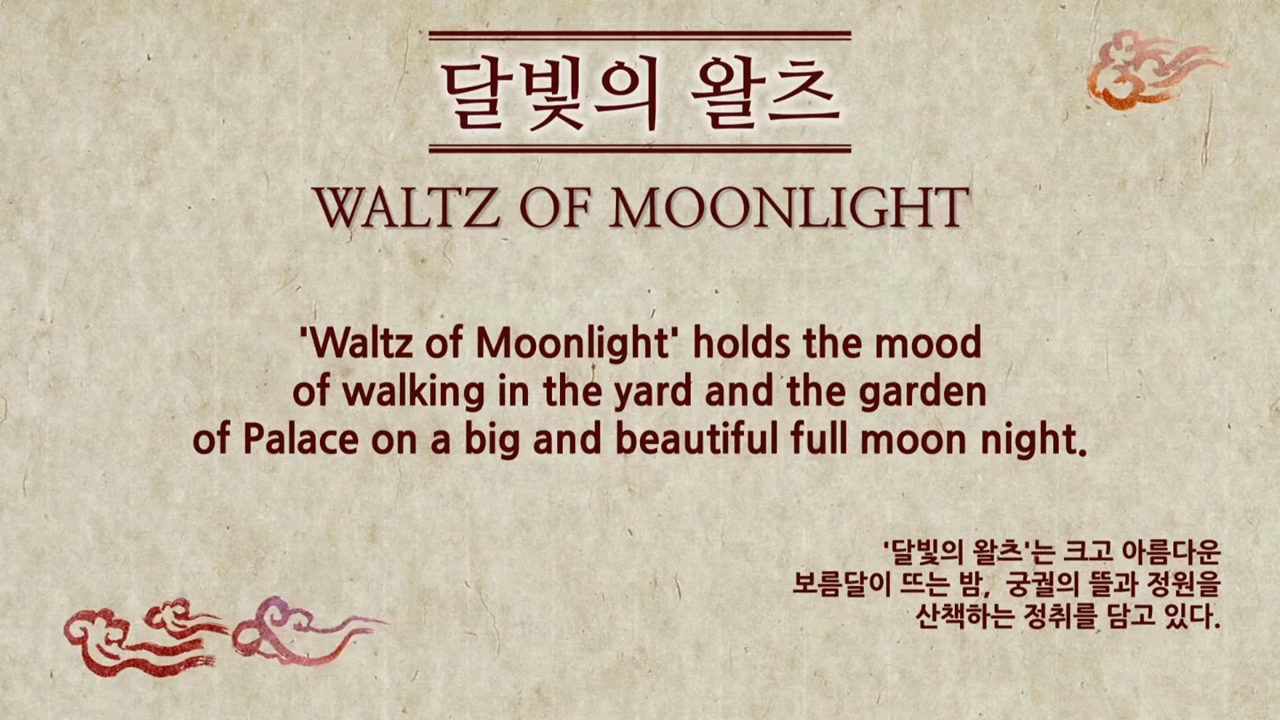 달빛의 왈츠
WALTZ OF MOONLIGHT
'Waltz of Moonlight' holds the mood
of walking in the yard and the garden
of Palace on a big and beautiful full moon night.
'달빛의 왈츠'는 크고 아름다운
보름달이 뜨는 밤, 궁궐의 뜰과 정원을
산책하는 정취를 담고 있다.